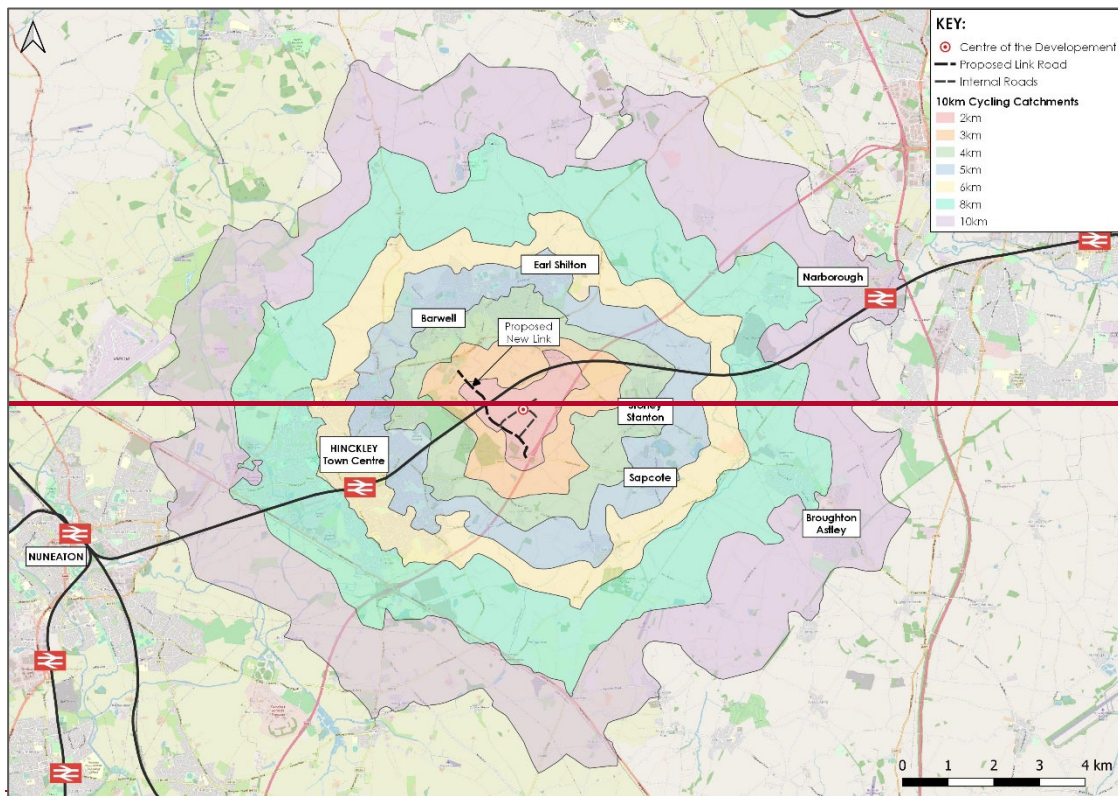 KEY:
Centre of the Developement
Proposed Link Road
Internal Roads
10km Cycling Catchments
2km
3km
4km
5km
6km
8km
10km
Earl Shilton
Narborough
Barwell
Proposed
New Link
Stoney
Stanton
HINCKLEY
Town Centre
Sapcote
Broughton
Astley
NUNEATON
0 1 2 3 4 km